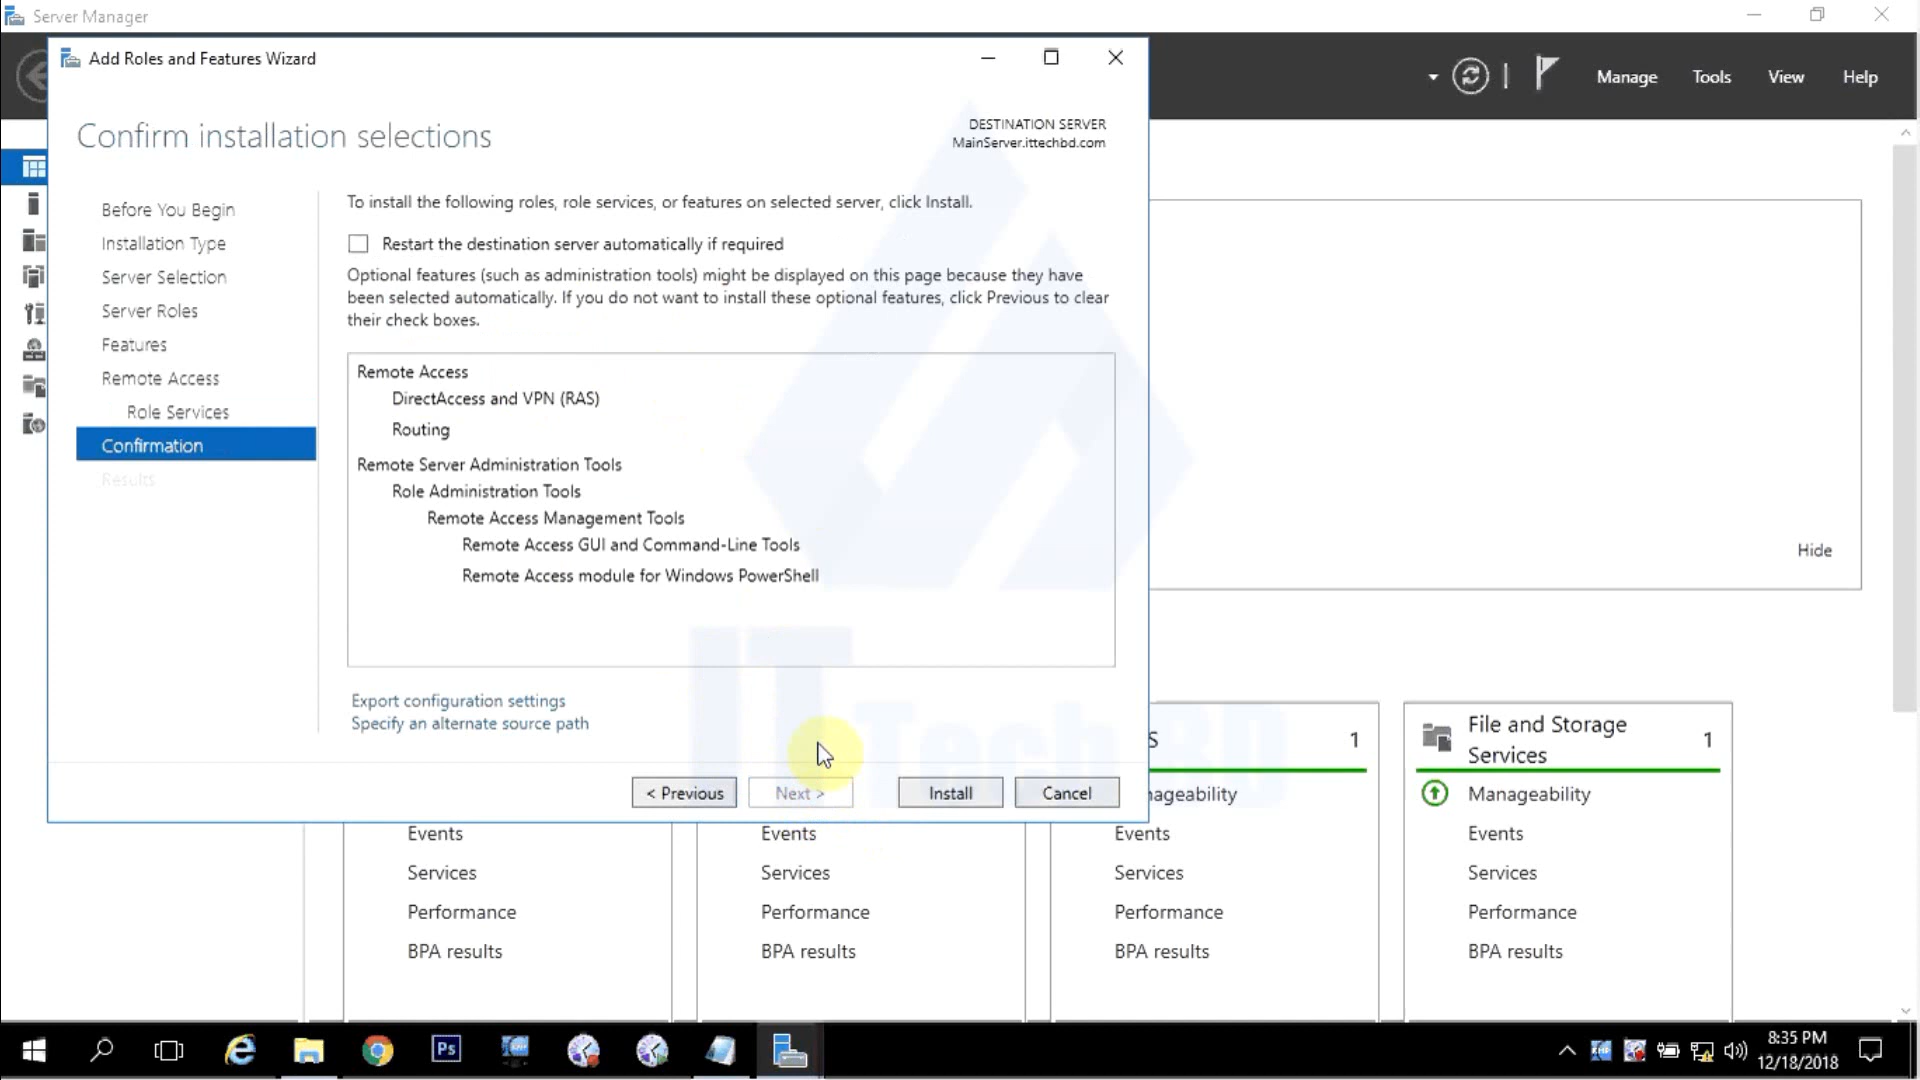 Server Manager
Add Roles and Features Wizard
Manage
Tools
View
Help
Confirm installation selections
DESTINATION SERVER
MainServer.ittechbd.com
Before You Begin
Installation Type
Server Selection
Server Roles
Features
Remote Access
Role Services
Confirmation
Results
To install the following roles, role services, or features on selected server, click Install.
Restart the destination server automatically if required
Optional features (such as administration tools) might be displayed on this page because they have
been selected automatically. If you do not want to install these optional features, click Previous to clear
their check boxes.
Remote Access
DirectAccess and VPN (RAS)
Routing
Remote Server Administration Tools
Role Administration Tools
Remote Access Management Tools
Remote Access GUI and Command-Line Tools
Remote Access module for Windows PowerShell
Export configuration settings
Specify an alternate source path
< Previous
Next >
Install
Cancel
IT Tech BD
Hide
S 1
nageability
Events
Services
Performance
BPA results
Events
Services
Performance
BPA results
Events
Services
Performance
BPA results
File and Storage
Services
1
Manageability
Events
Services
Performance
BPA results
Ps
8:35 PM
12/18/2018